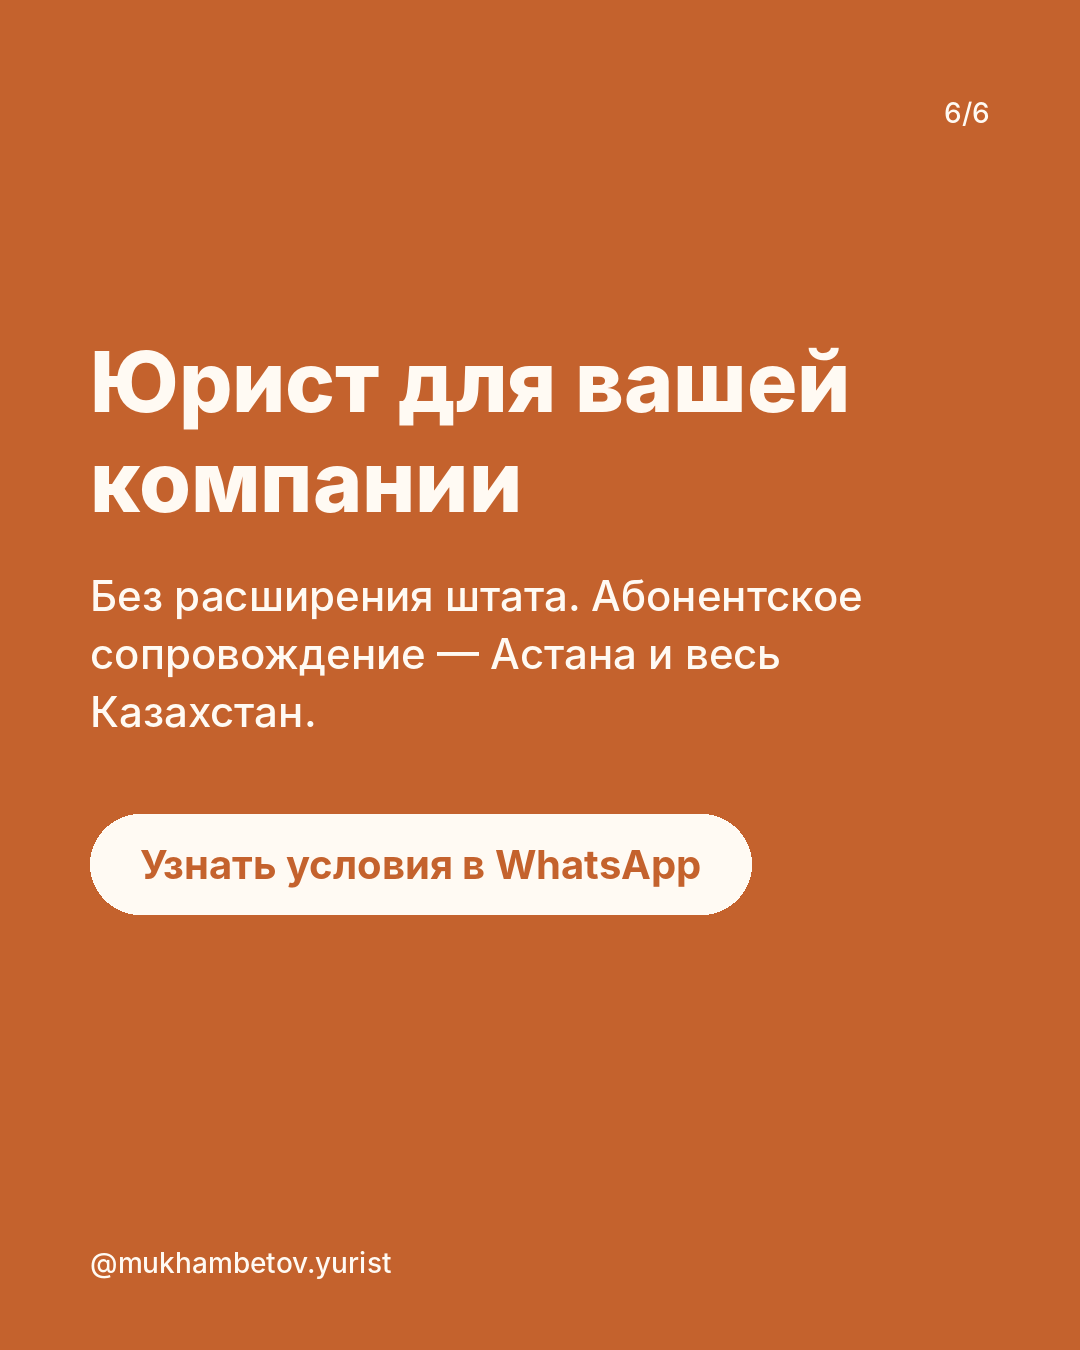 6/6
Юрист для вашей
компании
Без расширения штата. Абонентское
сопровождение — Астана и весь
Казахстан.
Узнать условия в WhatsApp
@mukhambetov.yurist